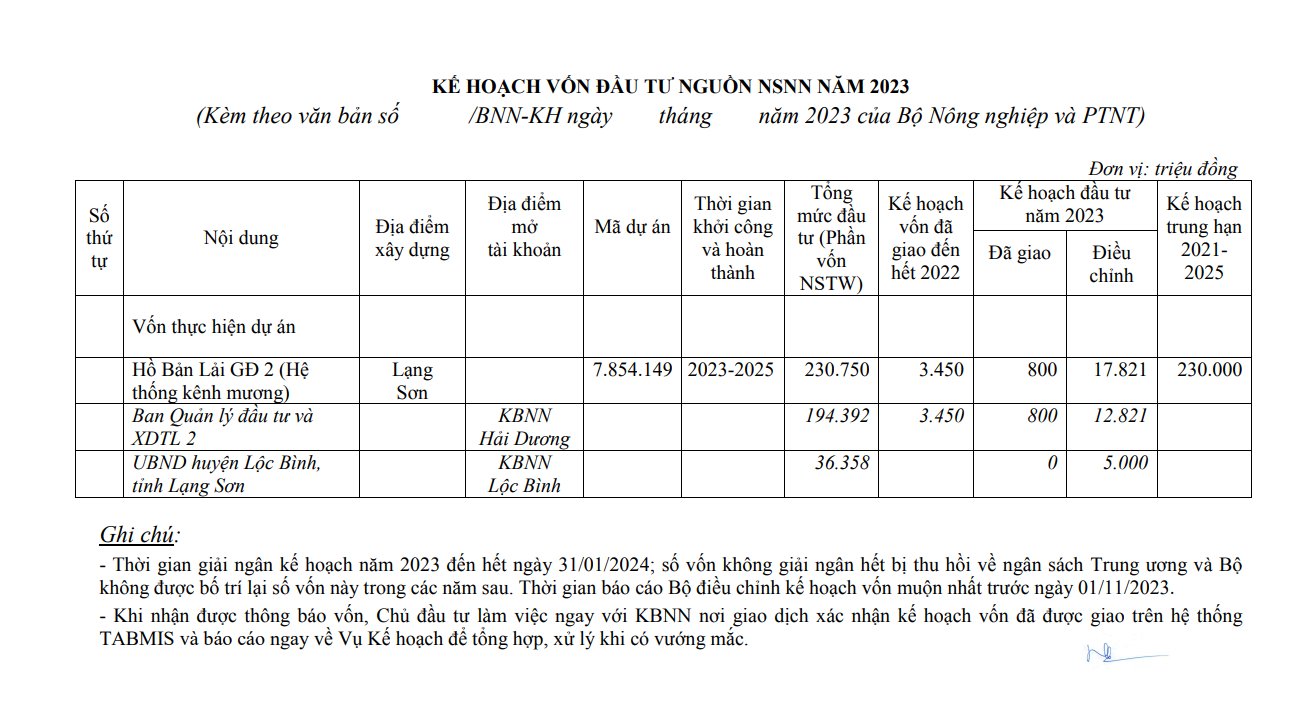 KẾ HOẠCH VỐN ĐẦU TƯ NGUỒN NSNN NĂM 2023
(Kèm theo văn bản số /BNN-KH ngày tháng năm 2023 của Bộ Nông nghiệp và PTNT)
Đơn vị: triệu đồng
Số
thứ
tự
Nội dung
Địa điểm
xây dựng
Địa điểm
mở
tài khoản
Mã dự án
Thời gian
khởi công
và hoàn
thành
Tổng
mức đầu
tư (Phần
vốn
NSTW)
Kế hoạch
vốn đã
giao đến
hết 2022
Kế hoạch đầu tư
năm 2023
Đã giao
Điều
chỉnh
Kế hoạch
trung hạn
2021-
2025
Vốn thực hiện dự án
Hồ Bản Lải GĐ 2 (Hệ
thống kênh mương)
Lạng
Sơn
7.854.149
2023-2025
230.750
3.450
800
17.821
230.000
Ban Quản lý đầu tư và
XDTL 2
KBNN
Hải Dương
194.392
3.450
800
12.821
UBND huyện Lộc Bình,
tỉnh Lạng Sơn
KBNN
Lộc Bình
36.358
0
5.000
Ghi chú:
- Thời gian giải ngân kế hoạch năm 2023 đến hết ngày 31/01/2024; số vốn không giải ngân hết bị thu hồi về ngân sách Trung ương và Bộ
không được bố trí lại số vốn này trong các năm sau. Thời gian báo cáo Bộ điều chỉnh kế hoạch vốn muộn nhất trước ngày 01/11/2023.
- Khi nhận được thông báo vốn, Chủ đầu tư làm việc ngay với KBNN nơi giao dịch xác nhận kế hoạch vốn đã được giao trên hệ thống
TABMIS và báo cáo ngay về Vụ Kế hoạch để tổng hợp, xử lý khi có vướng mắc.